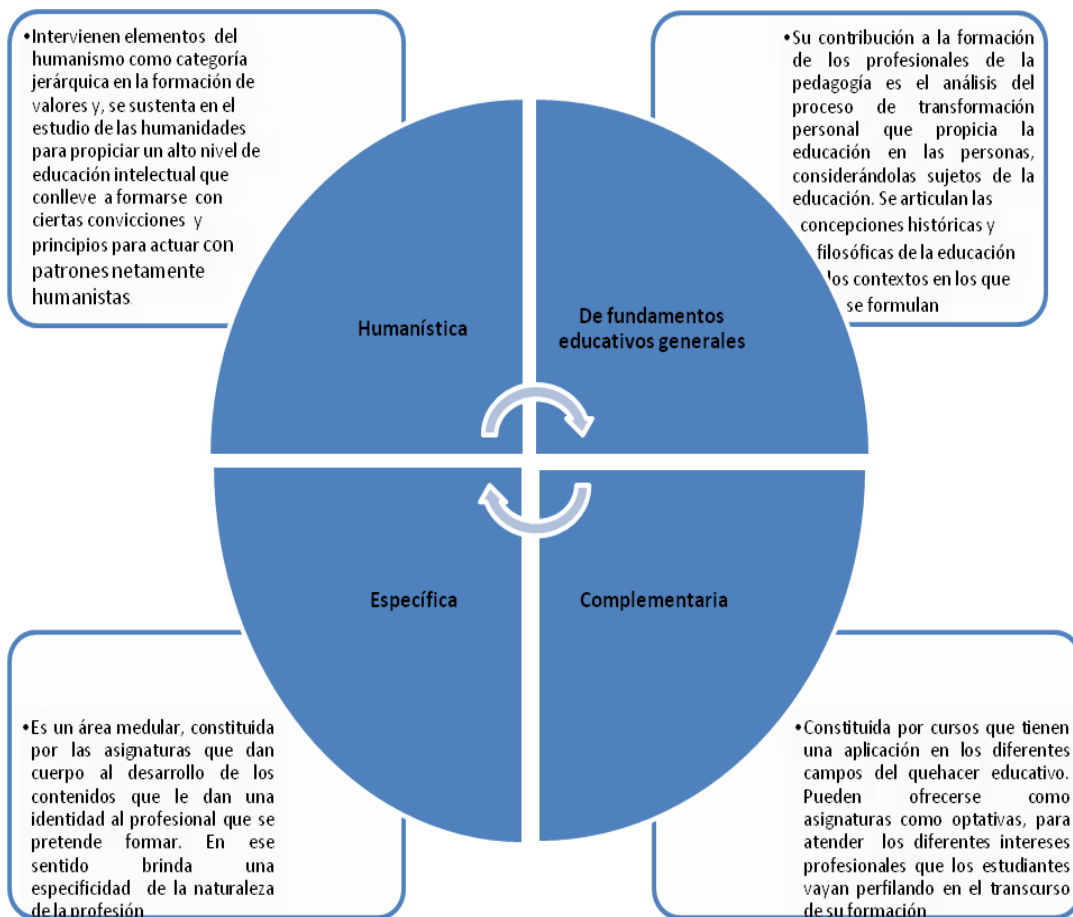 •Intervienen elementos del
humanismo como categoría
jerárquica en la formación de
valores y, se sustenta en el
estudio de las humanidades
para propiciar un alto nivel de
educación intelectual que
conlleve a formarse con
ciertas convicciones y
principios para actuar con
patrones netamente
humanistas.
•Su contribución a la formación
de los profesionales de la
pedagogía es el análisis del
proceso de transformación
personal que propicia la
educación en las personas,
considerándolas sujetos de la
educación. Se articulan las
concepciones históricas y
filosóficas de la educación
los contextos en los que
se formulan
Humanística
De fundamentos
educativos generales
Específica
Complementaria
•Es un área medular, constituida
por las asignaturas que dan
cuerpo al desarrollo de los
contenidos que le dan una
identidad al profesional que se
pretende formar. En ese
sentido brinda una
especificidad de la naturaleza
de la profesión
•Constituida por cursos que tienen
una aplicación en los diferentes
campos del quehacer educativo.
Pueden ofrecerse como
asignaturas como optativas, para
atender los diferentes intereses
profesionales que los estudiantes
vayan perfilando en el transcurso
de su formación